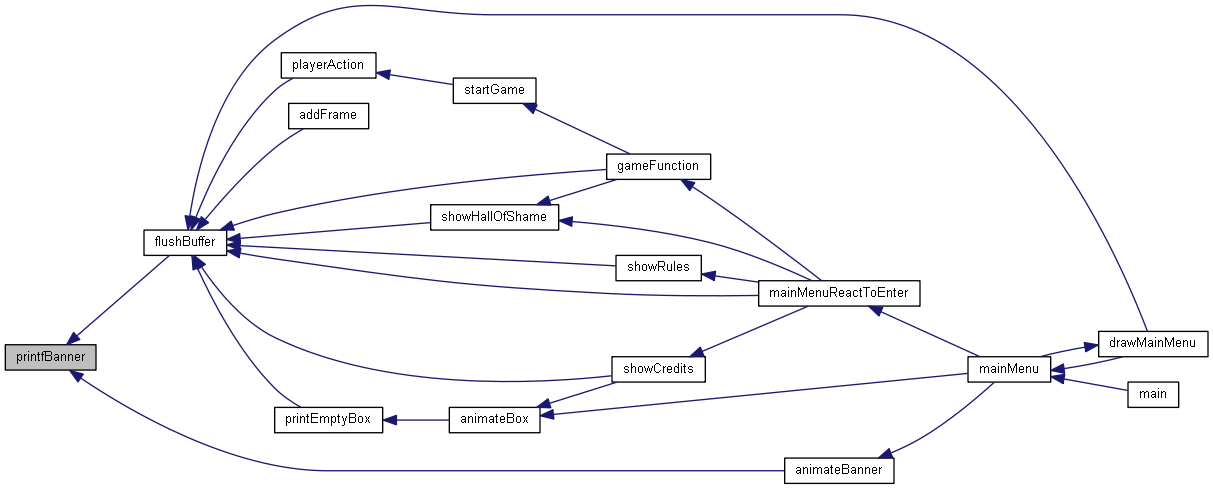 playerAction
startGame
addFrame
gameFunction
showHallOfShame
flushBuffer
showRules
mainMenuReactToEnter
drawMainMenu
printfBanner
showCredits
mainMenu
main
printEmptyBox
animateBox
animateBanner